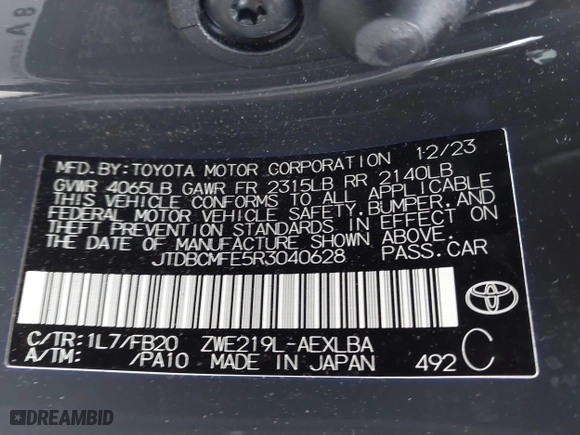 MFD.BY:TOYOTA MOTOR CORPORATION 12/23
GVWR 4065LB GAWR FR 2315LB RR 2140LB
THIS VEHICLE CONFORMS TO ALL APPLICABLE
FEDERAL MOTOR VEHICLE SAFETY, BUMPER, AND
THEFT PREVENTION STANDARDS IN EFFECT ON
THE DATE OF MANUFACTURE SHOWN ABOVE.
JTDBCMFE5R3040628 PASS.CAR
C/TR:1L7/FB20 ZWE219L-AEXLBA
A/TM: /PA10 MADE IN JAPAN 492 C
DREAMBID